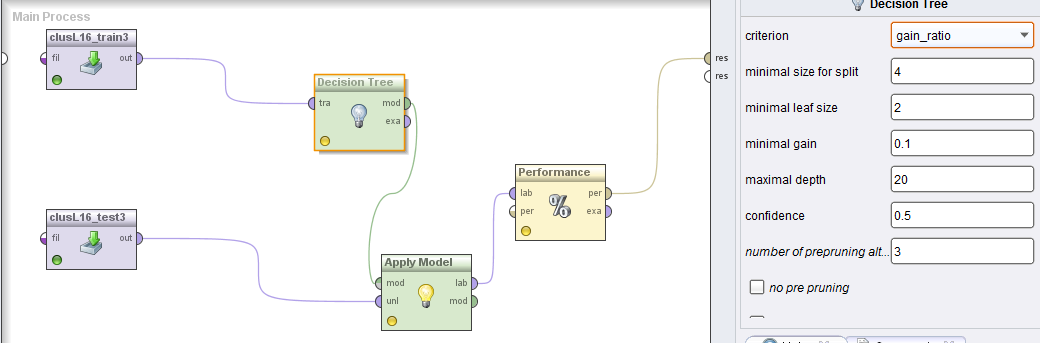 Main Process
clusL16_train3
fil out
Decision Tree
tra mod
exa
clusL16_test3
fil out
Apply Model
mod lab
unl mod
Performance
%
lab per
per exa
res
res
Decision Tree
criterion gain_ratio
minimal size for split 4
minimal leaf size 2
minimal gain 0.1
maximal depth 20
confidence 0.5
number of prepruning alt... 3
no pre pruning